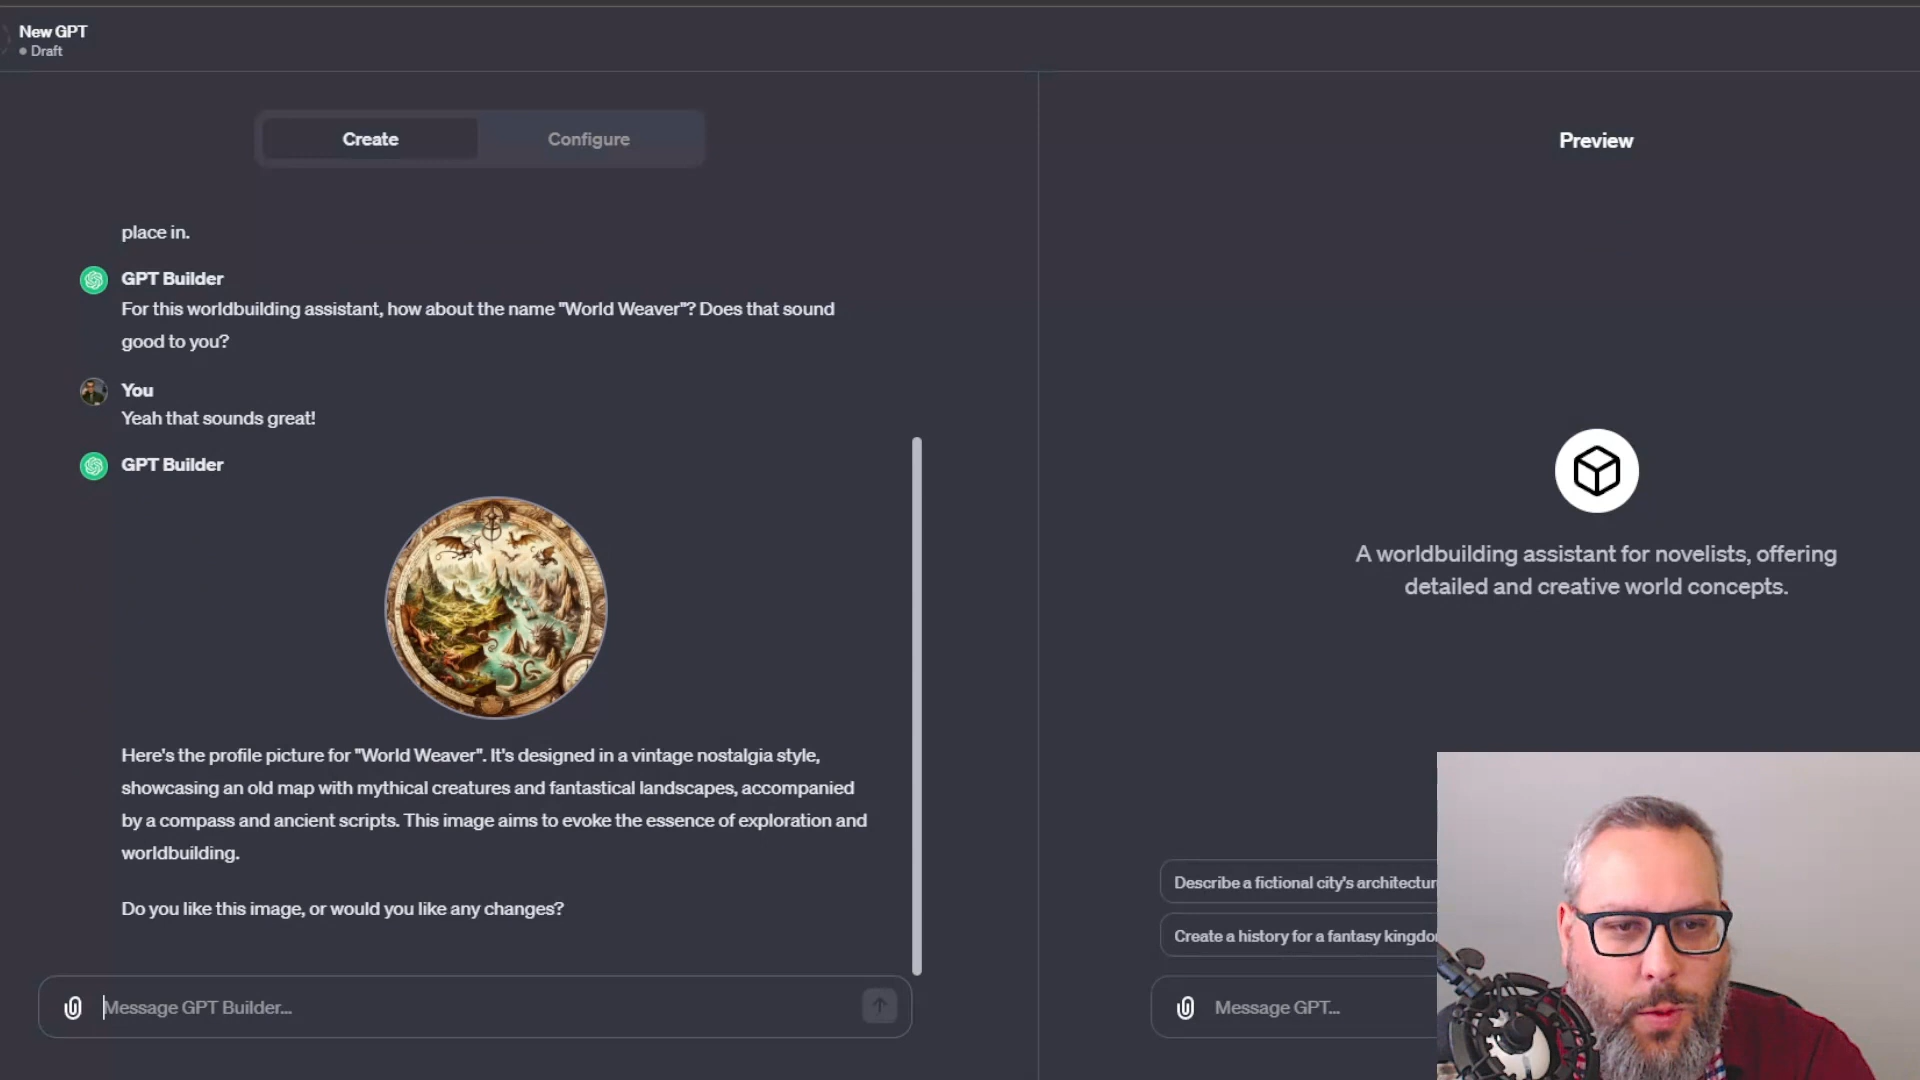 New GPT
Draft
Create
Configure
place in.
GPT Builder
For this worldbuilding assistant, how about the name "World Weaver"? Does that sound
good to you?
You
Yeah that sounds great!
GPT Builder
Here's the profile picture for "World Weaver". It's designed in a vintage nostalgia style,
showcasing an old map with mythical creatures and fantastical landscapes, accompanied
by a compass and ancient scripts. This image aims to evoke the essence of exploration and
worldbuilding.
Do you like this image, or would you like any changes?
Message GPT Builder...
Preview
A worldbuilding assistant for novelists, offering
detailed and creative world concepts.
Describe a fictional city's architectur
Create a history for a fantasy kingdo
Message GPT...